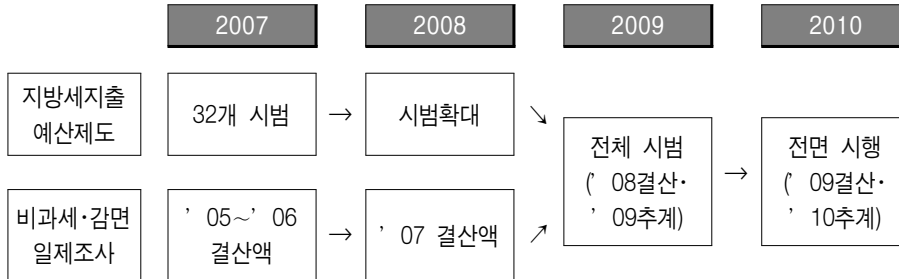 2007 2008 2009 2010
지방세지출
예산제도
32개 시범 → 시범확대 ↘
전체 시범
(’08결산·
’09추계)
→
전면 시행
(’09결산·
’10추계)
비과세·감면
일제조사
’05~’06
결산액
→ ’07 결산액 ↗